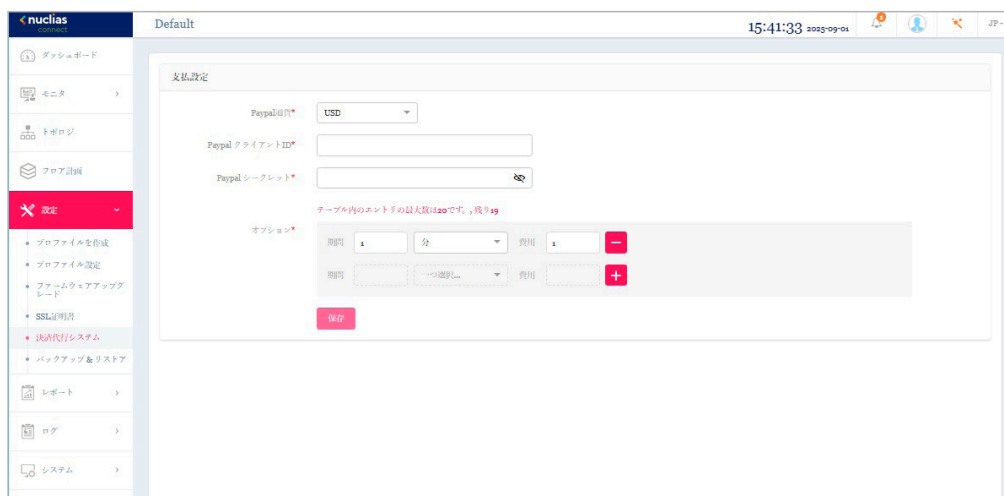 nuclias
connect
Default
15:41:33 2025-09-01
1
JP -
ダッシュボード
モニタ
トポロジ
フロア計画
設定
プロファイルを作成
プロファイル設定
ファームウェアアップグ
レード
SSL証明書
決済代行システム
バックアップ&リストア
レポート
ログ
システム
支払設定
Paypal通貨*
USD
Paypal クライアントID*
Paypal シークレット*
テーブル内のエントリの最大数は20です。, 残り19
オプション*
期間 1 分 費用 1
期間 一つ選択... 費用
保存